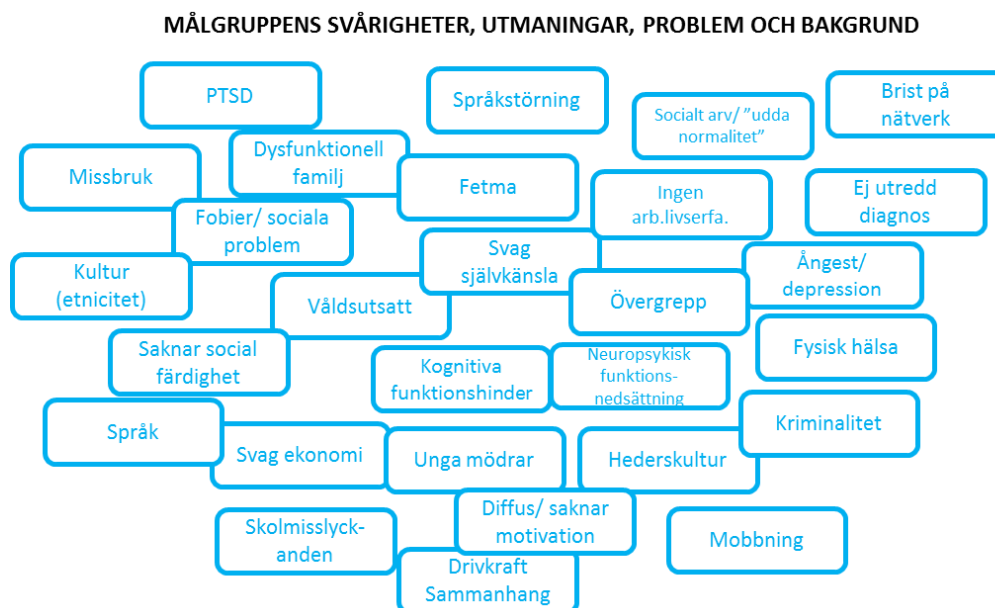 MÅLGRUPPENS SVÅRIGHETER, UTMANINGAR, PROBLEM OCH BAKGRUND
PTSD
Språkstörning
Socialt arv/ ”udda
normalitet”
Brist på
nätverk
Missbruk
Dysfunktionell
familj
Fetma
Ingen
arb.livserfa.
Ej utredd
diagnos
Fobier/ sociala
problem
Kultur
(etnicitet)
Svag
självkänsla
Ångest/
depression
Våldsutsatt
Övergrepp
Saknar social
färdighet
Kognitiva
funktionshinder
Neuropsykisk
funktions-
nedsättning
Fysisk hälsa
Språk
Svag ekonomi
Unga mödrar
Hederskultur
Kriminalitet
Skolmisslyck-
anden
Diffus/ saknar
motivation
Mobbning
Drivkraft
Sammanhang